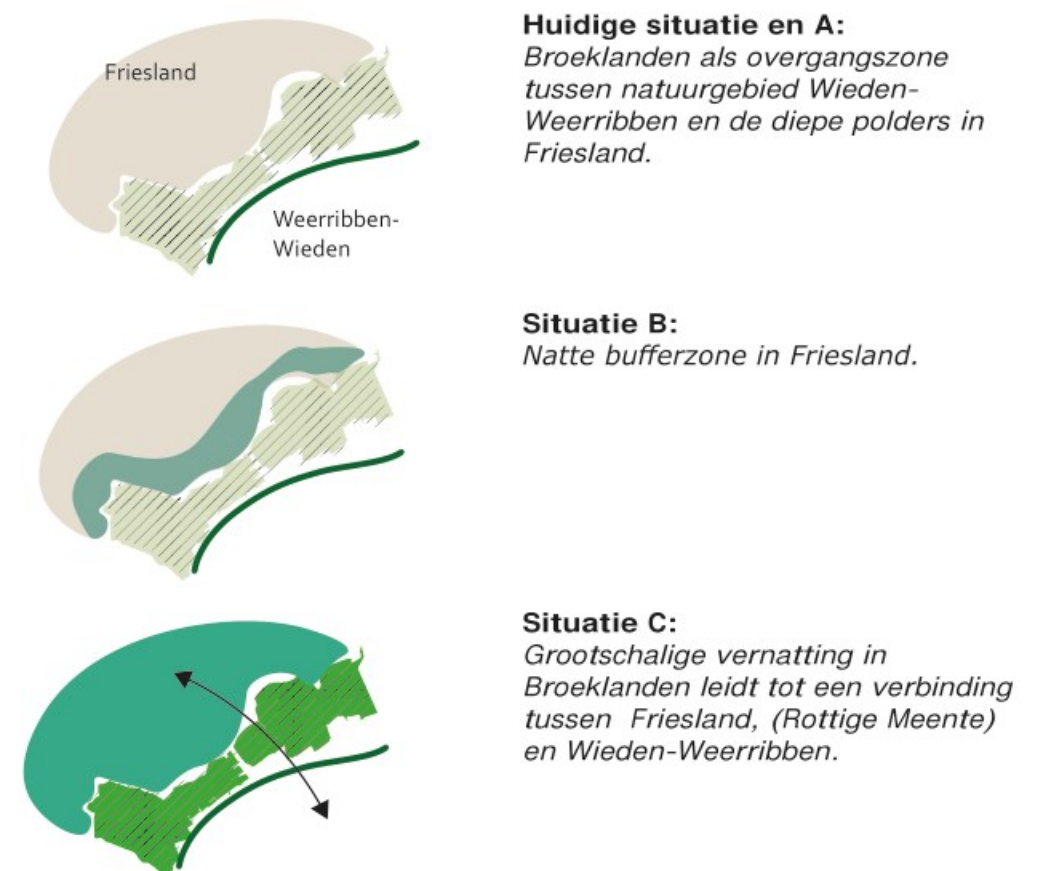 Friesland
Weerribben-
Wieden
Huidige situatie en A:
Broeklanden als overgangszone
tussen natuurgebied Wieden-
Weerribben en de diepe polders in
Friesland.
Situatie B:
Natte bufferzone in Friesland.
Situatie C:
Grootschalige vernatting in
Broeklanden leidt tot een verbinding
tussen Friesland, (Rottige Meente)
en Wieden-Weerribben.